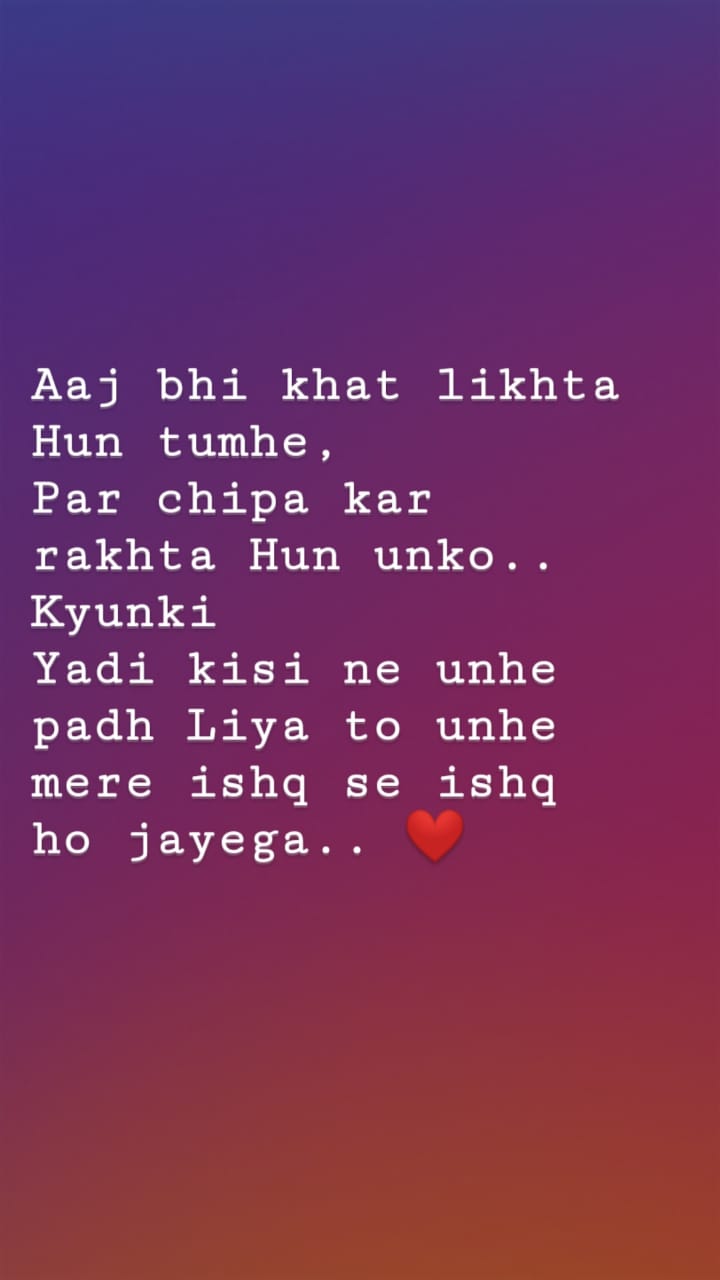 Aaj bhi khat likhta
Hun tumhe,
Par chipa kar
rakhta Hun unko..
Kyunki
Yadi kisi ne unhe
padh Liya to unhe
mere ishq se ishq
ho jayega.. ❤️